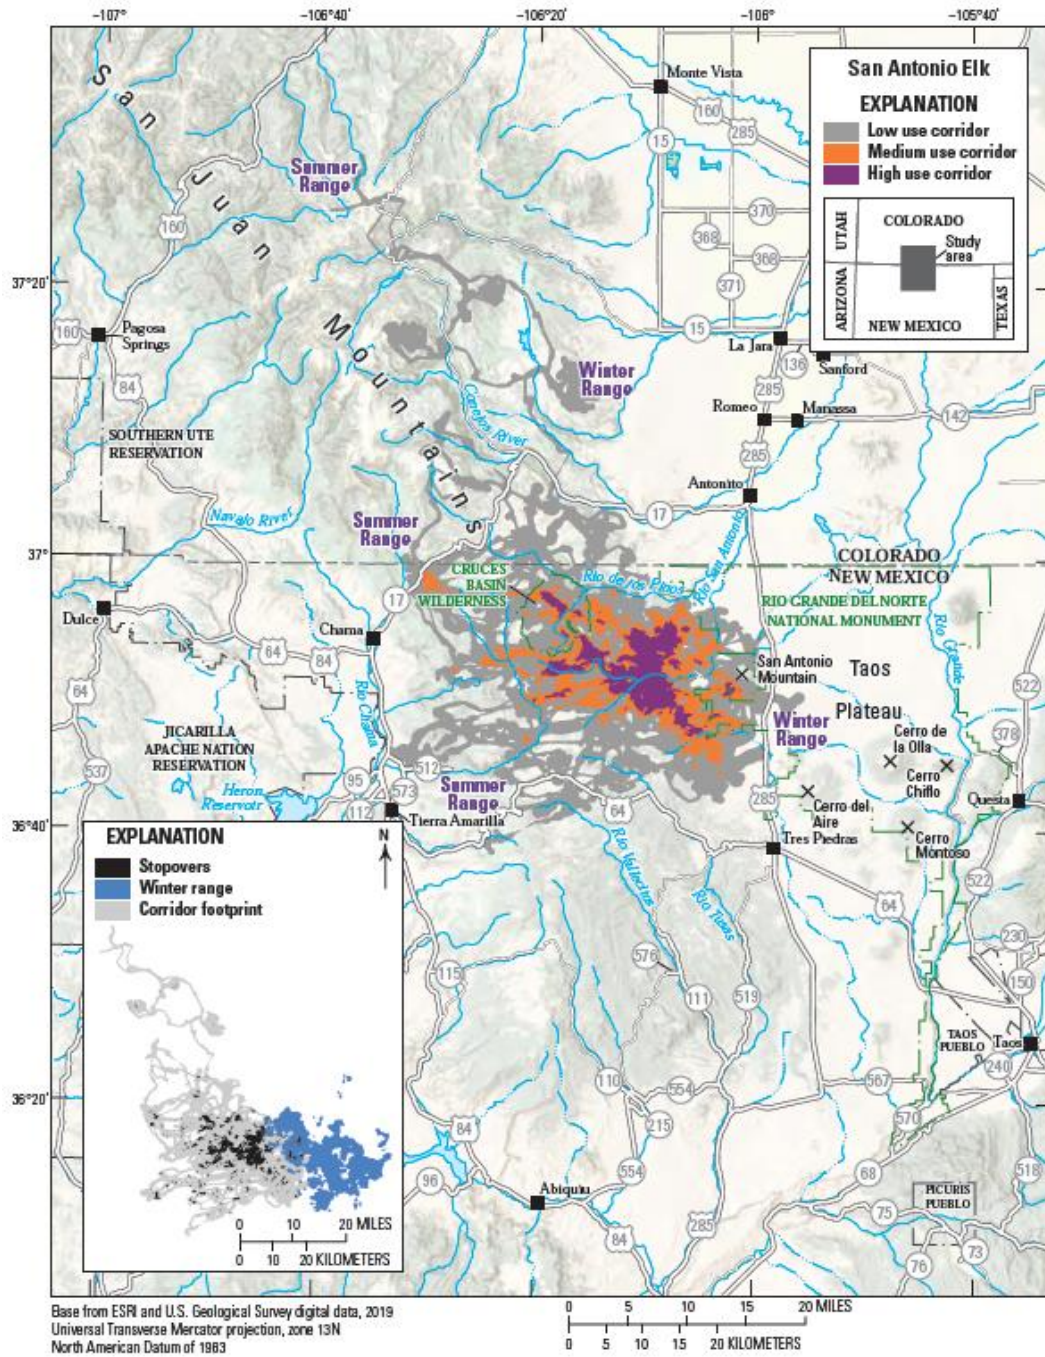 −107°
−106°40'
−106°20'
−106°
−105°40'
San Antonio Elk
EXPLANATION
Low use corridor
Medium use corridor
High use corridor
UTAH
COLORADO
Study
area
ARIZONA
NEW MEXICO
TEXAS
San Juan Mountains
Monte Vista
160
285
15
Summer
Range
370
368
368
160
371
37°20'
160
Pagosa
Springs
15
La Jara
136
Sanford
84
Winter
Range
285
Romeo
Manassa
142
Conejos River
SOUTHERN UTE
RESERVATION
285
Antonito
Navajo River
Summer
Range
17
Rio San Antonio
37°
COLORADO
NEW MEXICO
CRUCES
BASIN
WILDERNESS
Rio de los Pinos
RIO GRANDE DEL NORTE
NATIONAL MONUMENT
17
Dulce
Chama
Rio Grande
64
84
San Antonio
Mountain
Taos
Plateau
64
522
Rio Chama
JICARILLA
APACHE NATION
RESERVATION
Winter
Range
Cerro de
la Olla
378
537
512
95
573
Summer
Range
Cerro
Chiflo
Heron
Reservoir
112
64
285
Questa
Cerro del
Aire
Tierra Amarilla
36°40'
Tres Piedras
Cerro
Montoso
EXPLANATION
N
Stopovers
Winter range
Corridor footprint
Rio Vallecitos
Rio Tusas
522
64
230
576
115
111
519
150
TAOS
PUEBLO
Taos
240
567
110
554
36°20'
570
84
215
68
518
554
96
Abiquiu
PICURIS
PUEBLO
75
285
84
73
76
0 10 20 MILES
0 10 20 KILOMETERS
Base from ESRI and U.S. Geological Survey digital data, 2019
Universal Transverse Mercator projection, zone 13N
North American Datum of 1983
0 5 10 15 20 MILES
0 5 10 15 20 KILOMETERS